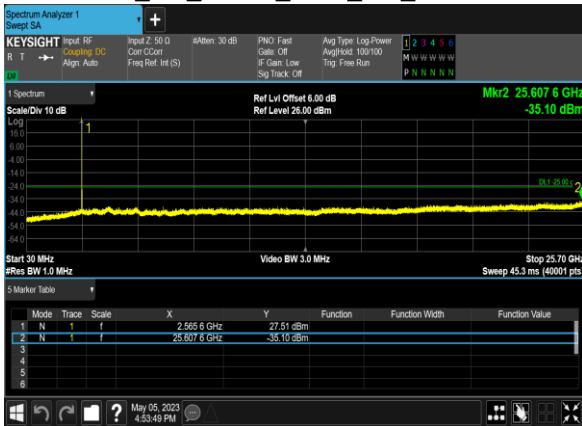 Spectrum Analyzer 1
Swept SA
+
KEYSIGHT Input: RF Input Z: 50 Ω #Atten: 30 dB PNO: Fast Avg Type: Log-Power 1 2 3 4 5 6
R T Coupling: DC Corr CCorr Gate: Off Avg|Hold: 100/100 M W W W W W
Align: Auto Freq Ref: Int (S) IF Gain: Low Trig: Free Run P N N N N N
Sig Track: Off
1 Spectrum Ref Lvl Offset 6.00 dB Mkr2 25.607 6 GHz
Scale/Div 10 dB Ref Level 26.00 dBm -35.10 dBm
Log
1
16.0
6.00
-4.00
-14.0
-24.0 DL1 -25.00 2
-34.0
-44.0
-54.0
-64.0
Start 30 MHz Video BW 3.0 MHz Stop 25.70 GHz
#Res BW 1.0 MHz Sweep 45.3 ms (40001 pts)
5 Marker Table
Mode Trace Scale X Y Function Function Width Function Value
1 N 1 f 2.565 6 GHz 27.51 dBm
2 N 1 f 25.607 6 GHz -35.10 dBm
3
4
5
6
? May 05, 2023
4:53:49 PM